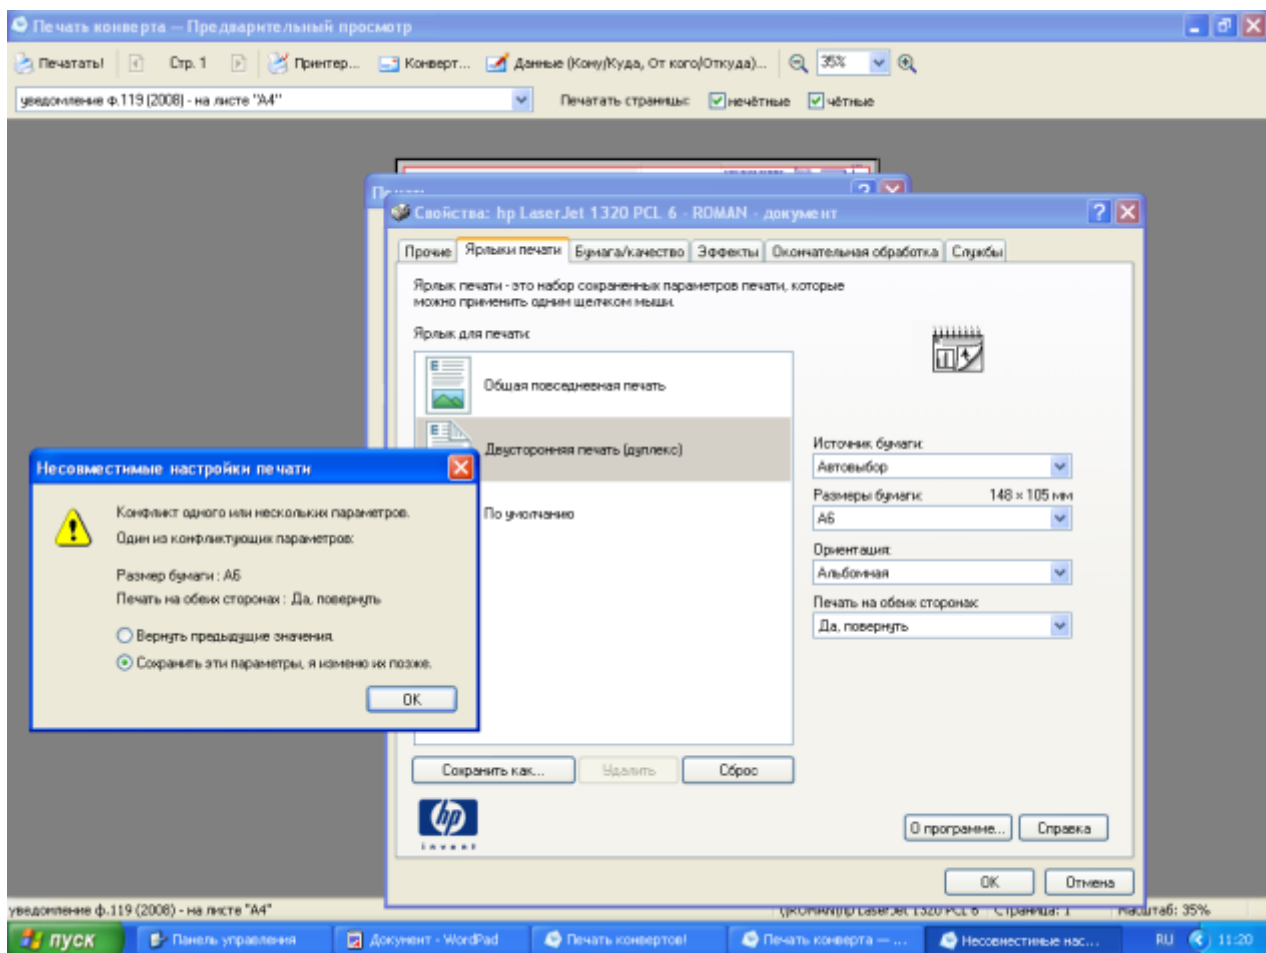 Печать конверта — Предварительный просмотр
Печатать! Стр. 1 Принтер... Конверт... Данные (Кому/Куда, От кого/Откуда)... 35%
уведомление ф.119 (2008) - на листе "А4" Печатать страницы: нечётные чётные
Свойства: hp LaserJet 1320 PCL 6 - ROMAN - документ
Прочие Ярлыки печати Бумага/качество Эффекты Окончательная обработка Службы
Ярлык печати - это набор сохраненных параметров печати, которые
можно применить одним щелчком мыши.
Ярлык для печати:
Общая повседневная печать
Двусторонняя печать (дуплекс)
По умолчанию
Источник бумаги:
Автовыбор
Размеры бумаги: 148 × 105 мм
A6
Ориентация:
Альбомная
Печать на обеих сторонах:
Да, повернуть
Несовместимые настройки печати
Конфликт одного или нескольких параметров.
Один из конфликтующих параметров:
Размер бумаги : A6
Печать на обеих сторонах : Да, повернуть
Вернуть предыдущие значения.
Сохранить эти параметры, я изменю их позже.
OK
Сохранить как... Удалить Сброс
hp
invent
О программе... Справка
OK Отмена
уведомление ф.119 (2008) - на листе "А4" Страница: 1 Масштаб: 35%
пуск Панель управления Документ - WordPad Печать конвертов! Печать конверта — ... Несовместимые нас... RU 11:20